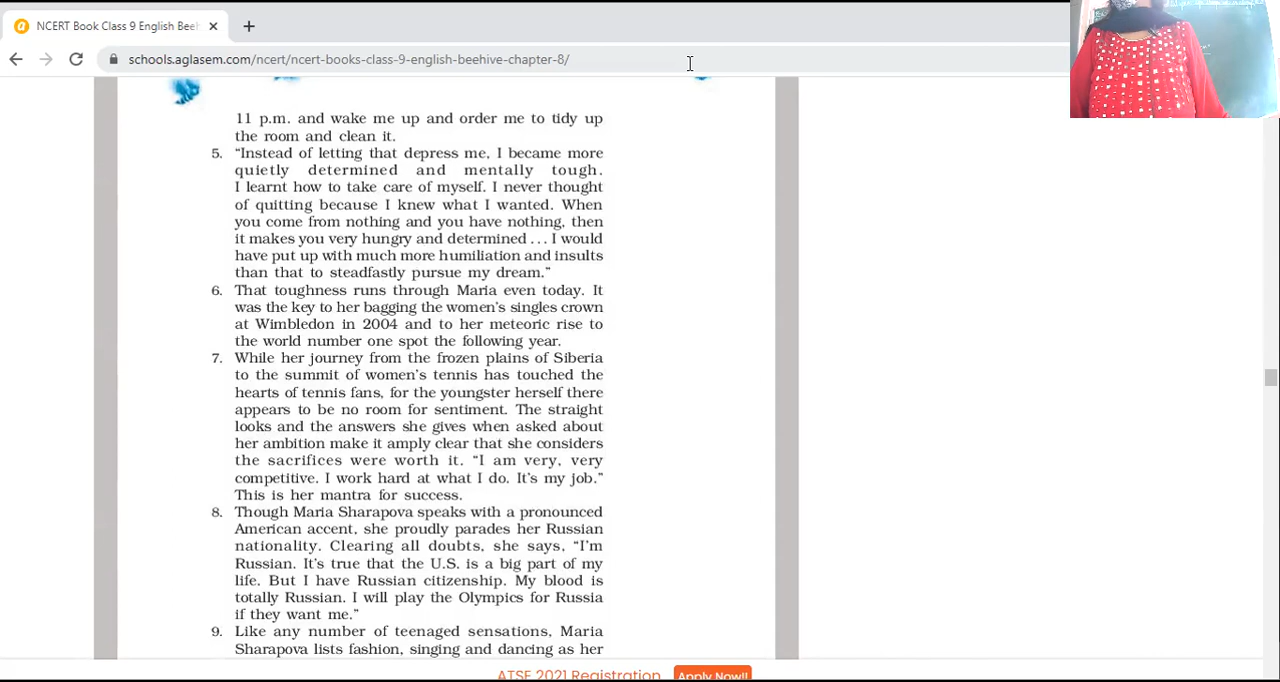 NCERT Book Class 9 English Bee
schools.aglasem.com/ncert/ncert-books-class-9-english-beehive-chapter-8/
11 p.m. and wake me up and order me to tidy up
the room and clean it.
5. “Instead of letting that depress me, I became more
quietly determined and mentally tough.
I learnt how to take care of myself. I never thought
of quitting because I knew what I wanted. When
you come from nothing and you have nothing, then
it makes you very hungry and determined . . . I would
have put up with much more humiliation and insults
than that to steadfastly pursue my dream.”
6. That toughness runs through Maria even today. It
was the key to her bagging the women’s singles crown
at Wimbledon in 2004 and to her meteoric rise to
the world number one spot the following year.
7. While her journey from the frozen plains of Siberia
to the summit of women’s tennis has touched the
hearts of tennis fans, for the youngster herself there
appears to be no room for sentiment. The straight
looks and the answers she gives when asked about
her ambition make it amply clear that she considers
the sacrifices were worth it. “I am very, very
competitive. I work hard at what I do. It’s my job.”
This is her mantra for success.
8. Though Maria Sharapova speaks with a pronounced
American accent, she proudly parades her Russian
nationality. Clearing all doubts, she says, “I’m
Russian. It’s true that the U.S. is a big part of my
life. But I have Russian citizenship. My blood is
totally Russian. I will play the Olympics for Russia
if they want me.”
9. Like any number of teenaged sensations, Maria
Sharapova lists fashion, singing and dancing as her
ATSE 2021 Registration Apply Now!!